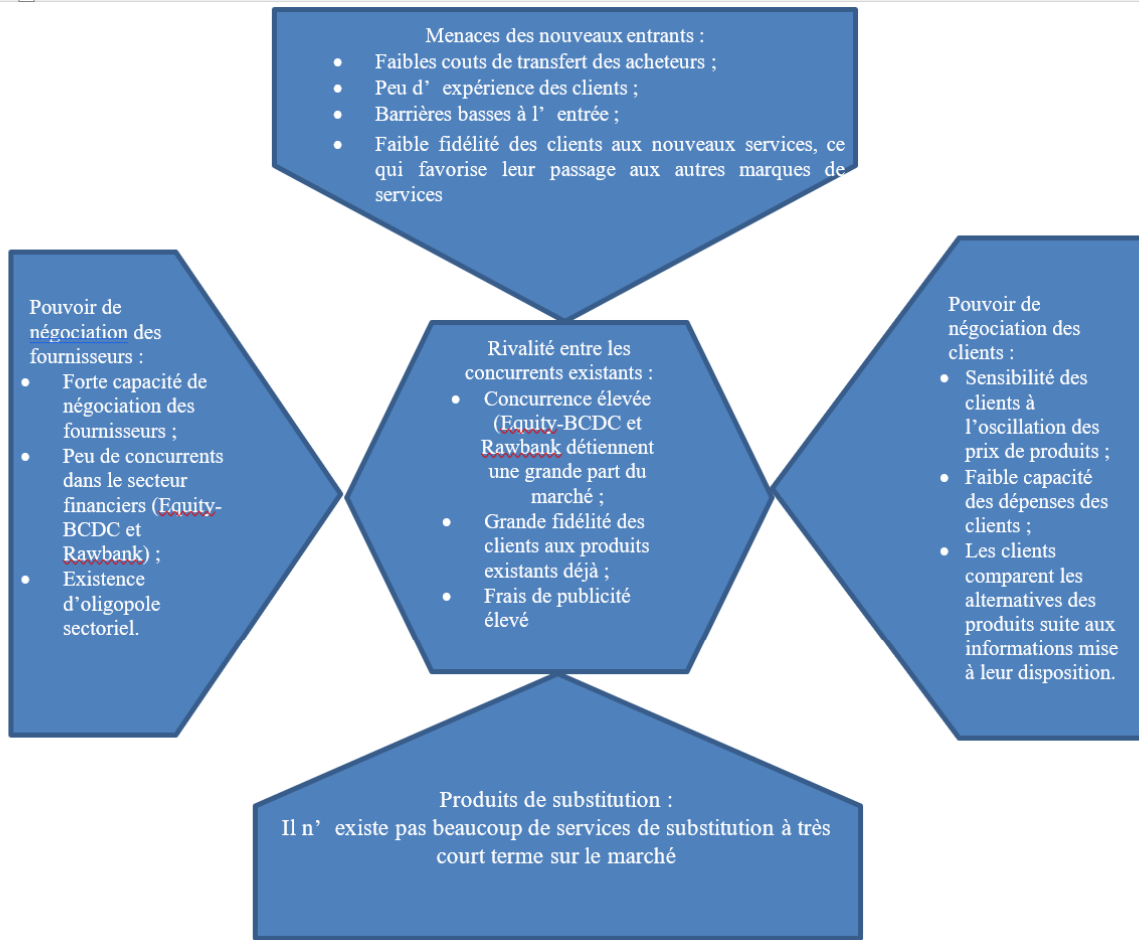 Menaces des nouveaux entrants :
• Faibles couts de transfert des acheteurs ;
• Peu d’ expérience des clients ;
• Barrières basses à l’ entrée ;
• Faible fidélité des clients aux nouveaux services, ce
qui favorise leur passage aux autres marques de
services
Pouvoir de
négociation des
fournisseurs :
• Forte capacité de
négociation des
fournisseurs ;
• Peu de concurrents
dans le secteur
financiers (Equity-
BCDC et
Rawbank) ;
• Existence
d’oligopole
sectoriel.
Rivalité entre les
concurrents existants :
• Concurrence élevée
(Equity-BCDC et
Rawbank détiennent
une grande part du
marché ;
• Grande fidélité des
clients aux produits
existants déjà ;
• Frais de publicité
élevé
Pouvoir de
négociation des
clients :
• Sensibilité des
clients à
l’oscillation des
prix de produits ;
• Faible capacité
des dépenses des
clients ;
• Les clients
comparent les
alternatives des
produits suite aux
informations mise
à leur disposition.
Produits de substitution :
Il n’ existe pas beaucoup de services de substitution à très
court terme sur le marché